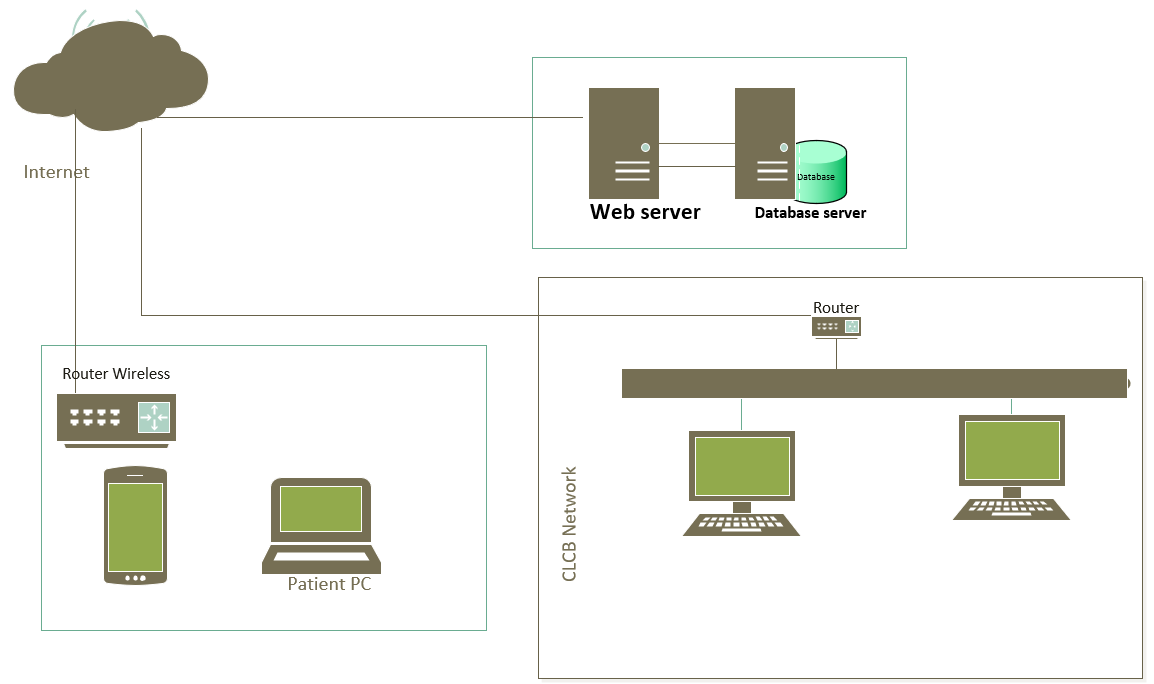 Internet
Web server
Database
Database server
Router
Router Wireless
Patient PC
CLCB Network